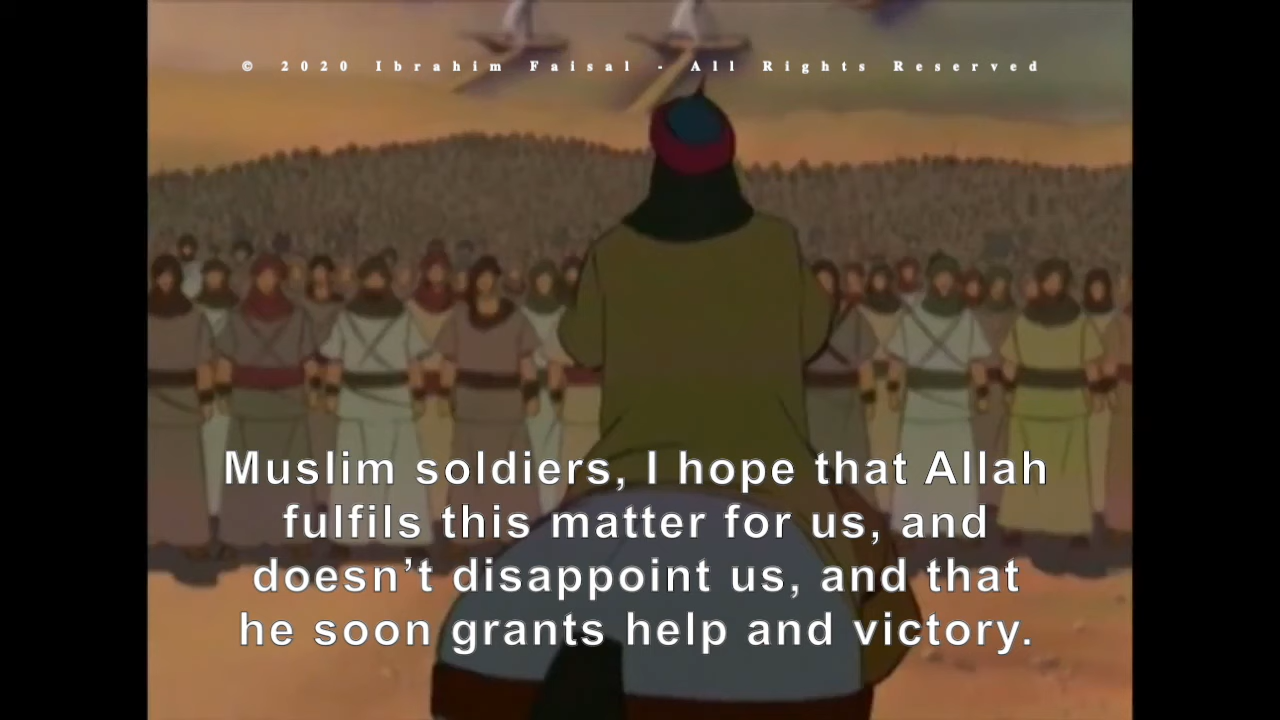 © 2020 Ibrahim Faisal - All Rights Reserved
Muslim soldiers, I hope that Allah
fulfils this matter for us, and
doesn’t disappoint us, and that
he soon grants help and victory.